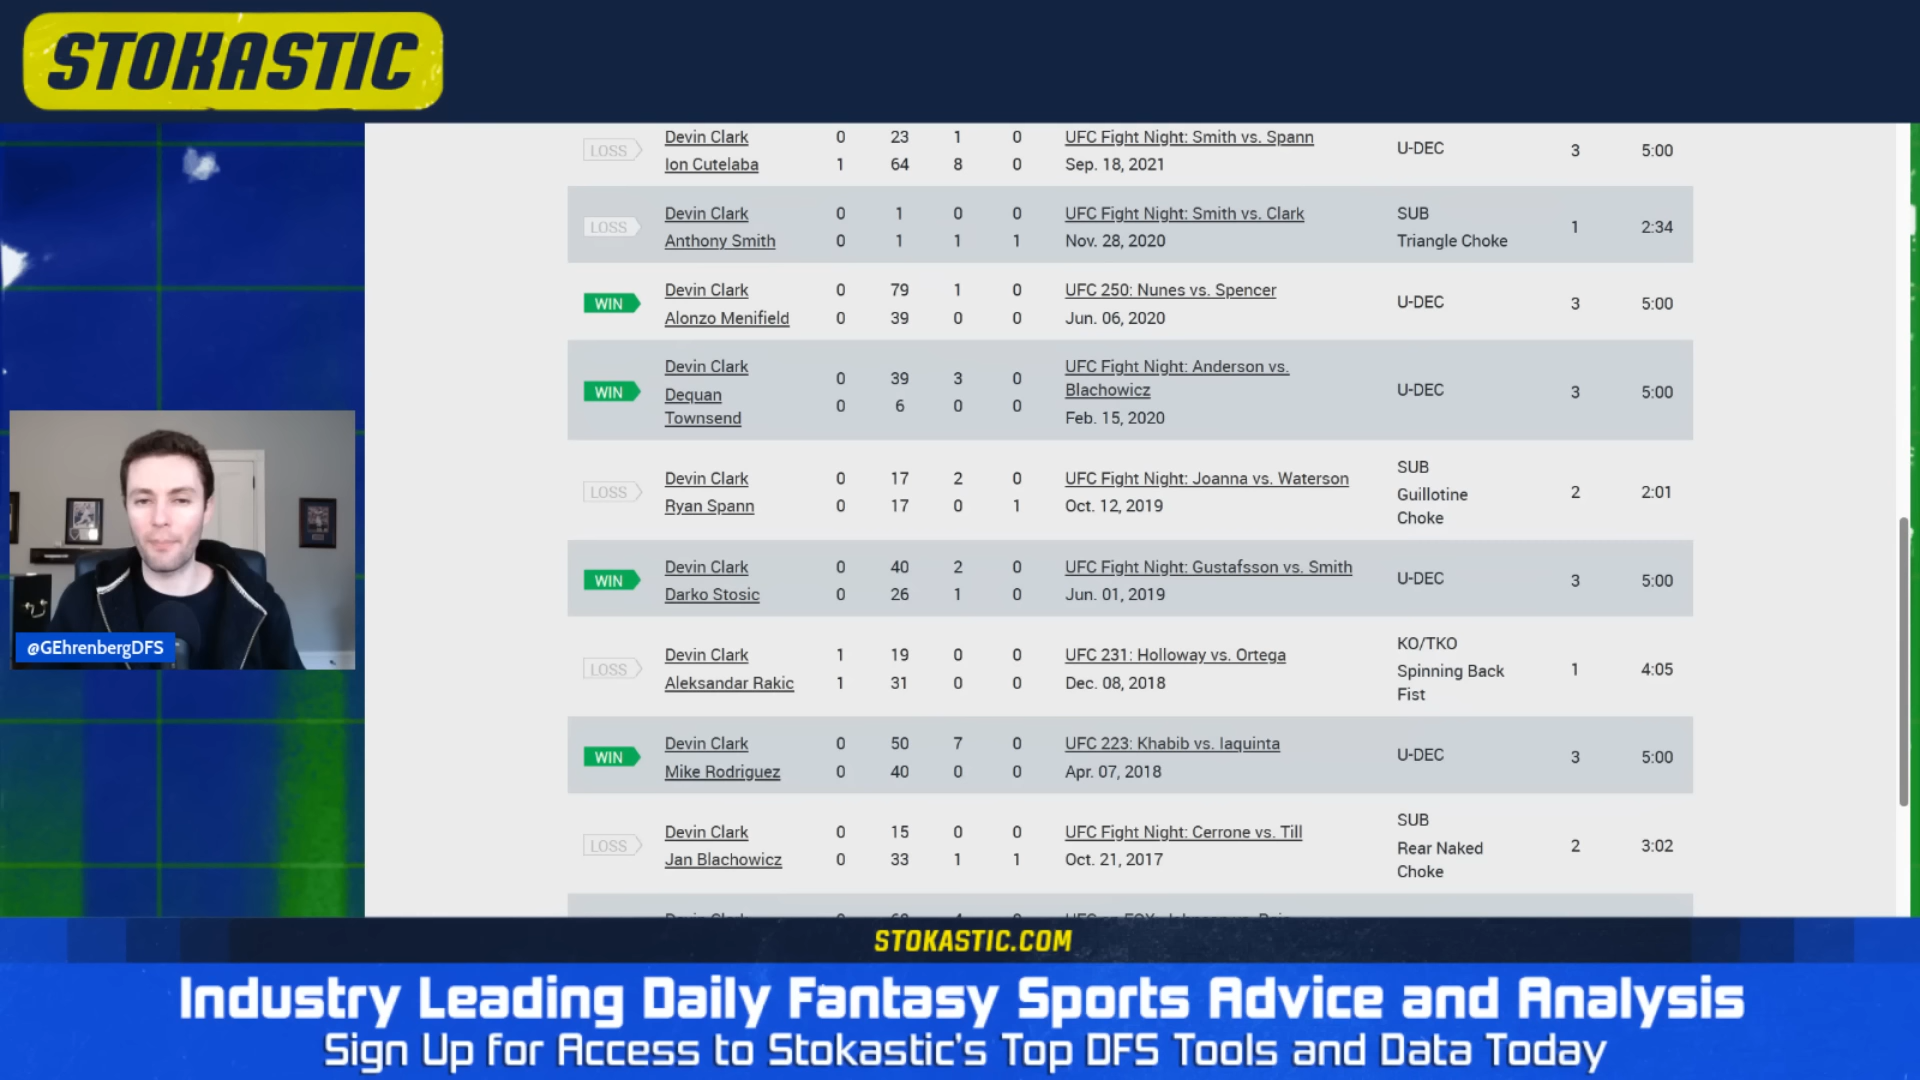 STOKASTIC
LOSS Devin Clark 0 23 1 0 UFC Fight Night: Smith vs. Spann U-DEC 3 5:00
Ion Cutelaba 1 64 8 0 Sep. 18, 2021
LOSS Devin Clark 0 1 0 0 UFC Fight Night: Smith vs. Clark SUB 1 2:34
Anthony Smith 0 1 1 1 Nov. 28, 2020 Triangle Choke
WIN Devin Clark 0 79 1 0 UFC 250: Nunes vs. Spencer U-DEC 3 5:00
Alonzo Menifield 0 39 0 0 Jun. 06, 2020
WIN Devin Clark 0 39 3 0 UFC Fight Night: Anderson vs. U-DEC 3 5:00
Dequan 0 6 0 0 Blachowicz
Townsend Feb. 15, 2020
LOSS Devin Clark 0 17 2 0 UFC Fight Night: Joanna vs. Waterson SUB 2 2:01
Ryan Spann 0 17 0 1 Oct. 12, 2019 Guillotine
Choke
WIN Devin Clark 0 40 2 0 UFC Fight Night: Gustafsson vs. Smith U-DEC 3 5:00
Darko Stosic 0 26 1 0 Jun. 01, 2019
LOSS Devin Clark 1 19 0 0 UFC 231: Holloway vs. Ortega KO/TKO 1 4:05
Aleksandar Rakic 1 31 0 0 Dec. 08, 2018 Spinning Back
Fist
WIN Devin Clark 0 50 7 0 UFC 223: Khabib vs. Iaquinta U-DEC 3 5:00
Mike Rodriguez 0 40 0 0 Apr. 07, 2018
LOSS Devin Clark 0 15 0 0 UFC Fight Night: Cerrone vs. Till SUB 2 3:02
Jan Blachowicz 0 33 1 1 Oct. 21, 2017 Rear Naked
Choke
Devin Clark
@GEhrenbergDFS
STOKASTIC.COM
Industry Leading Daily Fantasy Sports Advice and Analysis
Sign Up for Access to Stokastic's Top DFS Tools and Data Today